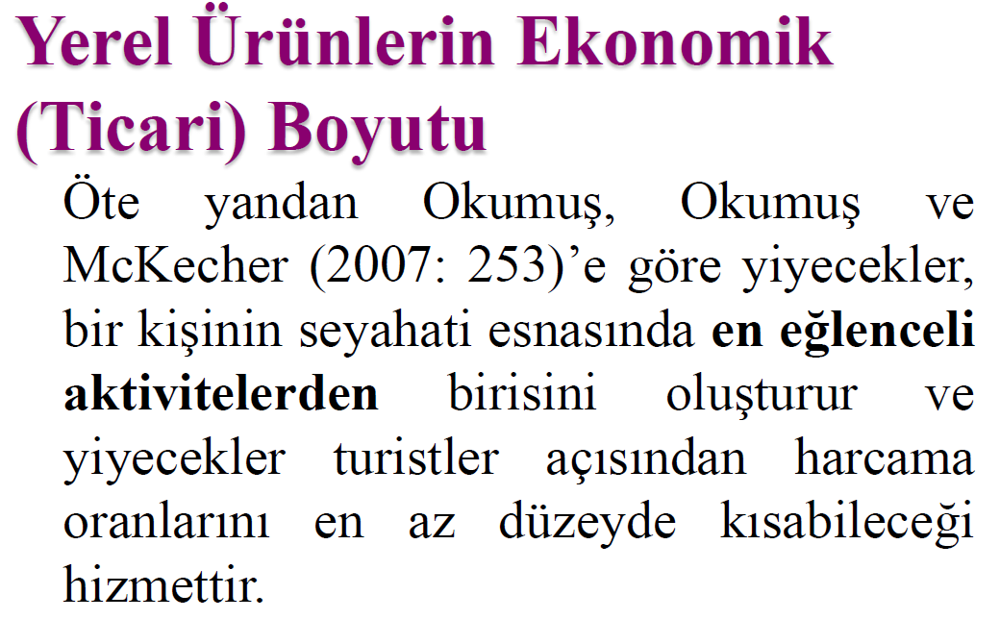 Yerel Ürünlerin Ekonomik
(Ticari) Boyutu
Öte yandan Okumuş, Okumuş ve
McKecher (2007: 253)’e göre yiyecekler,
bir kişinin seyahati esnasında en eğlenceli
aktivitelerden birisini oluşturur ve
yiyecekler turistler açısından harcama
oranlarını en az düzeyde kısabileceği
hizmettir.